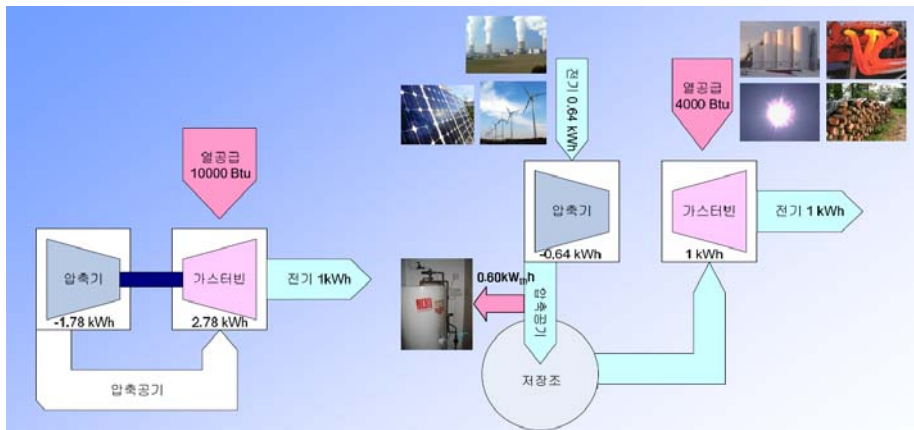 열공급
10000 Btu
압축기
-1.78 kWh
가스터빈
2.78 kWh
전기 1kWh
압축공기
전기 0.64 kWh
압축기
-0.64 kWh
0.60kWthh
압축공기
저장조
열공급
4000 Btu
가스터빈
1 kWh
전기 1 kWh